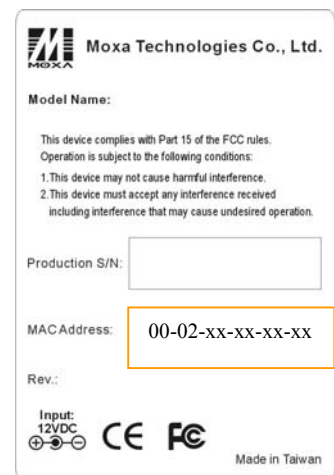 MOXA
Moxa Technologies Co., Ltd.
Model Name:
This device complies with Part 15 of the FCC rules.
Operation is subject to the following conditions:
1.This device may not cause harmful interference.
2.This device must accept any interference received
including interference that may cause undesired operation.
Production S/N:
MAC Address: 00-02-xx-xx-xx-xx
Rev.:
Input:
12VDC
CE FC
Made in Taiwan